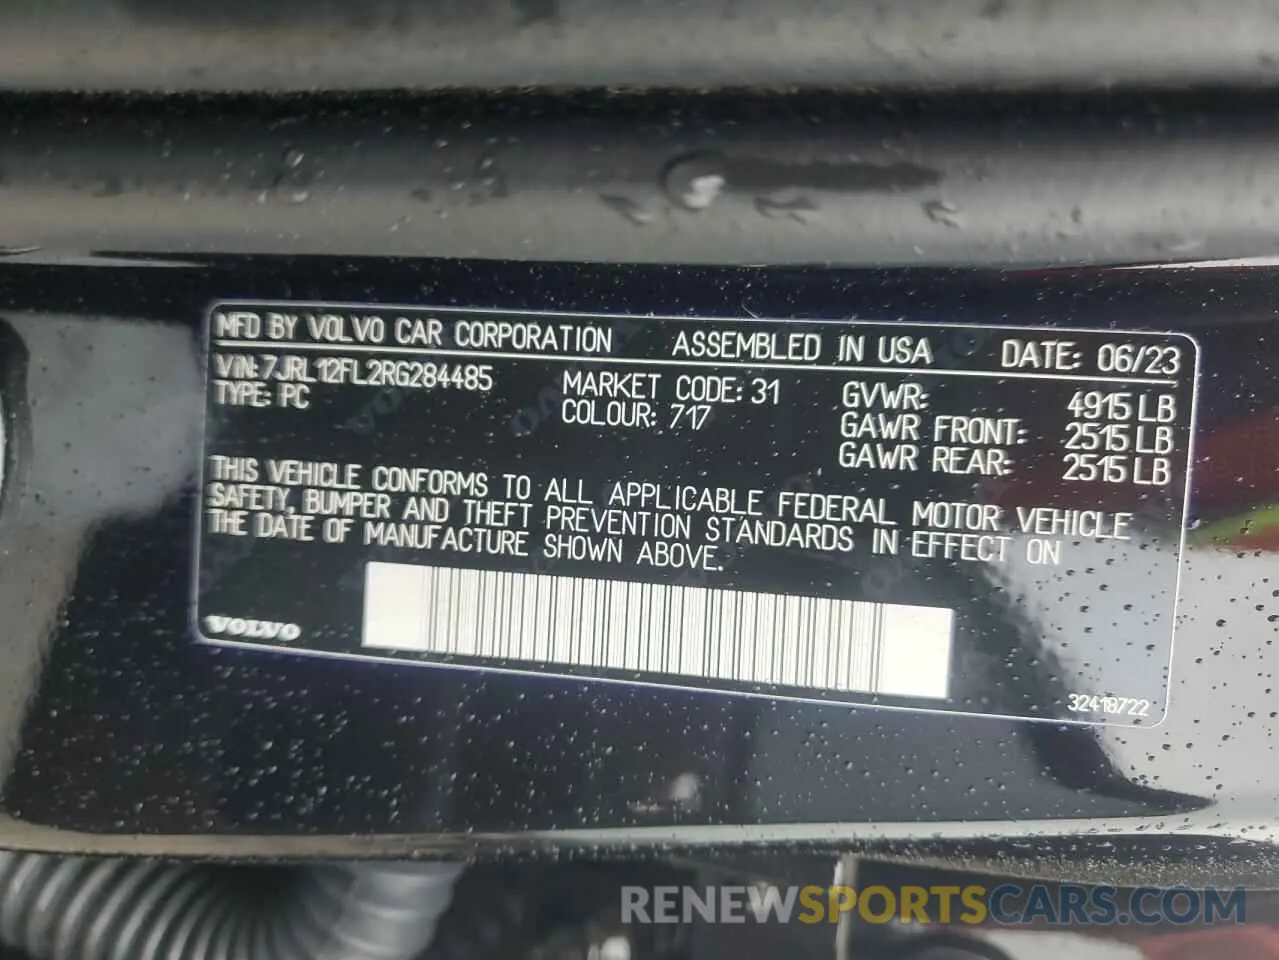 MFD BY VOLVO CAR CORPORATION ASSEMBLED IN USA DATE: 06/23
VIN: 7JRL12FL2RG284485 MARKET CODE: 31 GVWR: 4915 LB
TYPE: PC COLOUR: 717 GAWR FRONT: 2515 LB
GAWR REAR: 2515 LB
THIS VEHICLE CONFORMS TO ALL APPLICABLE FEDERAL MOTOR VEHICLE
SAFETY, BUMPER AND THEFT PREVENTION STANDARDS IN EFFECT ON
THE DATE OF MANUFACTURE SHOWN ABOVE.
VOLVO
32418722
RENEWSPORTSCARS.COM